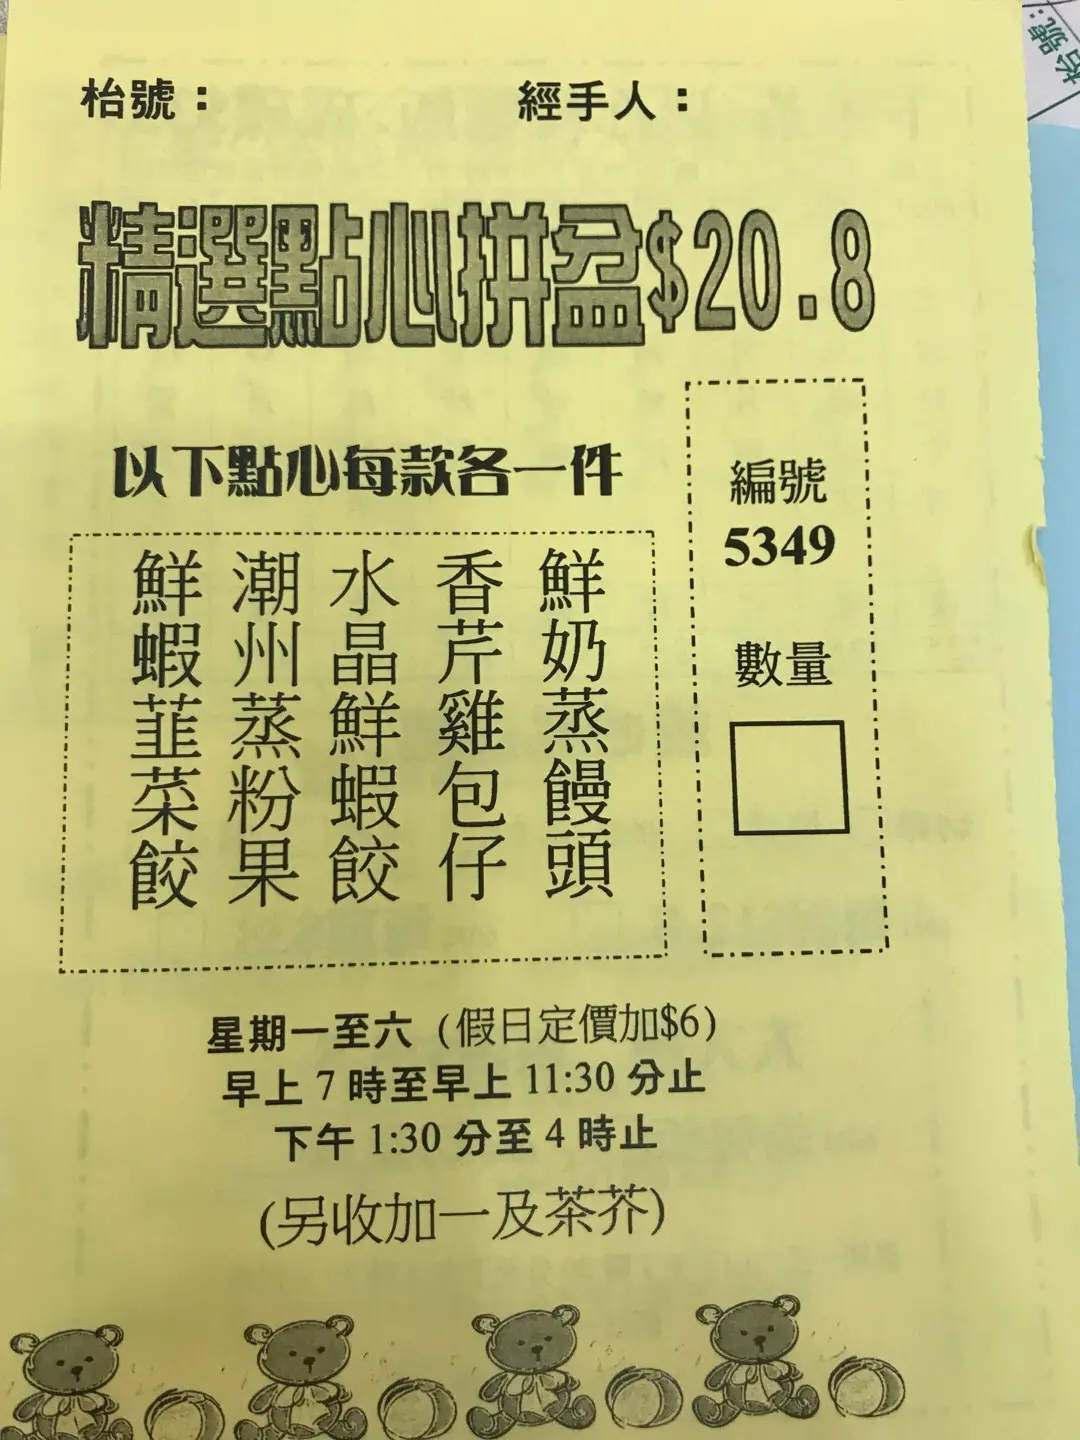 枱號：
經手人：
精選點心拼盆$20.8
以下點心每款各一件
鮮奶蒸饅頭
香芹雞包仔
水晶鮮蝦餃
潮州蒸粉果
鮮蝦韮菜餃
編號
5349
數量
星期一至六（假日定價加$6）
早上 7 時至早上 11:30 分止
下午 1:30 分至 4 時止
(另收加一及茶芥)
枱號：